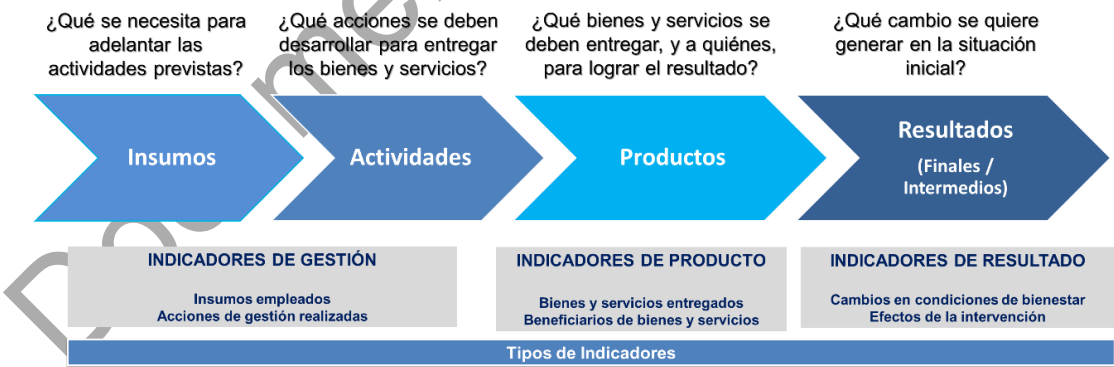 ¿Qué se necesita para
adelantar las
actividades previstas?
¿Qué acciones se deben
desarrollar para entregar
los bienes y servicios?
¿Qué bienes y servicios se
deben entregar, y a quiénes,
para lograr el resultado?
¿Qué cambio se quiere
generar en la situación
inicial?
Insumos
Actividades
Productos
Resultados
(Finales /
Intermedios)
INDICADORES DE GESTIÓN
Insumos empleados
Acciones de gestión realizadas
INDICADORES DE PRODUCTO
Bienes y servicios entregados
Beneficiarios de bienes y servicios
INDICADORES DE RESULTADO
Cambios en condiciones de bienestar
Efectos de la intervención
Tipos de Indicadores